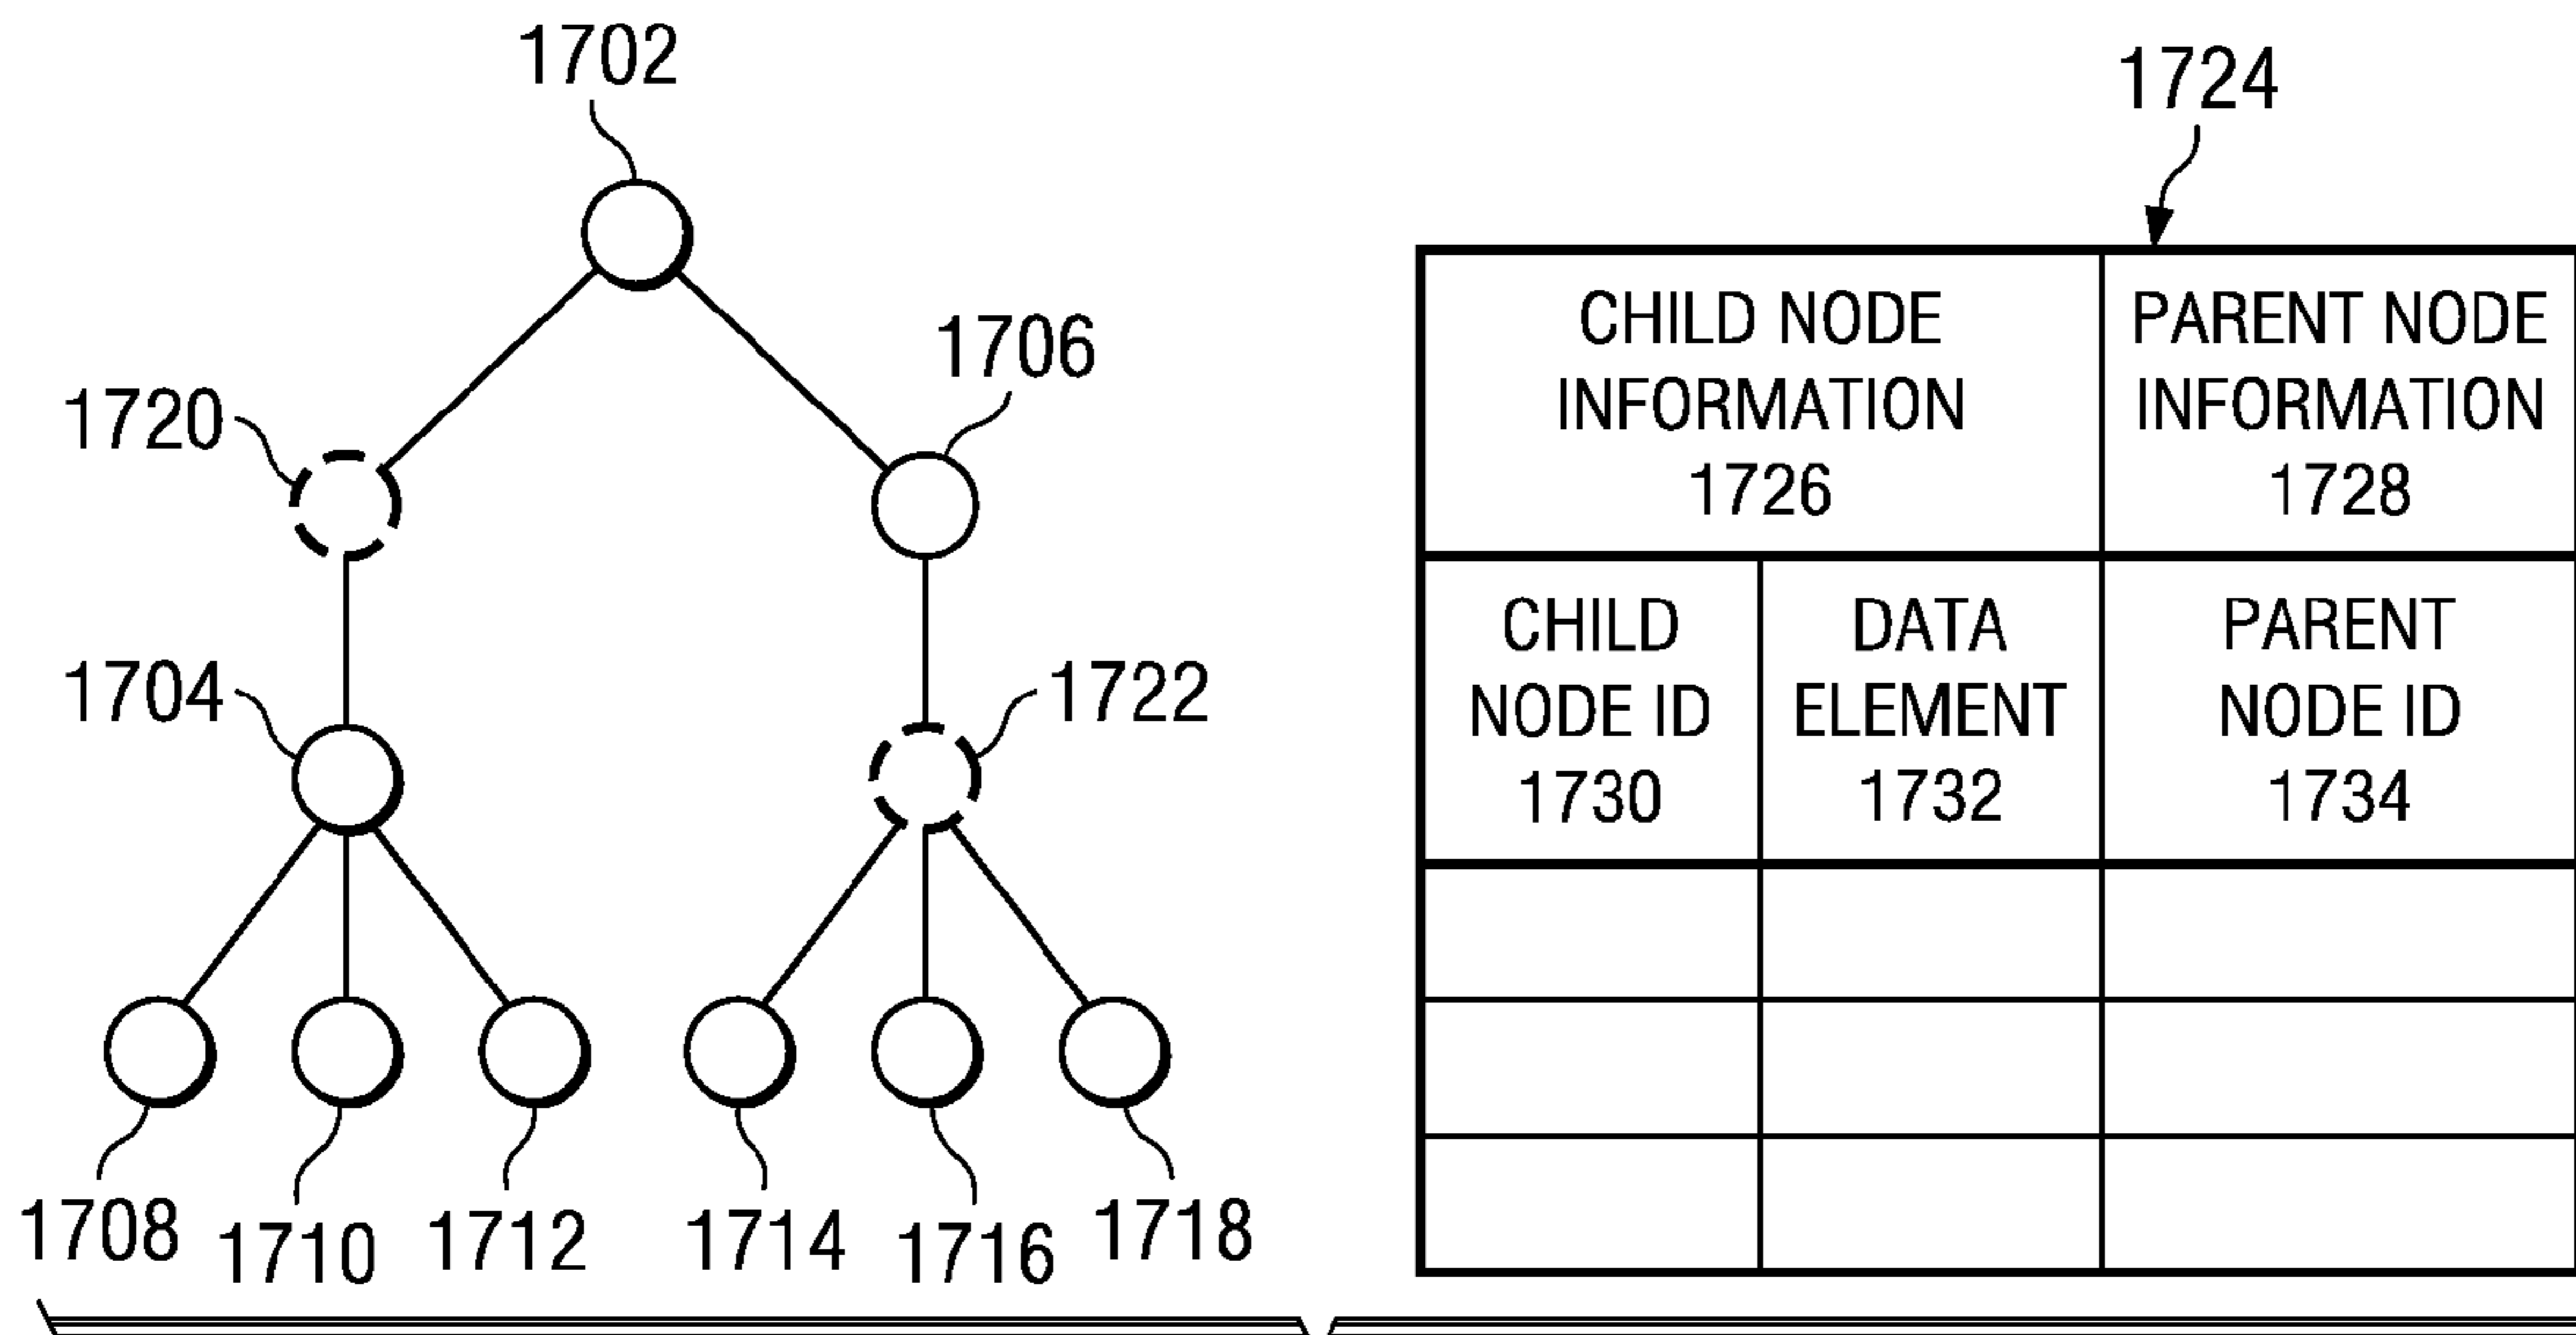 1702
1706
1720
1704
1722
1708
1710
1712
1714
1716
1718
1724
CHILD NODE
INFORMATION
1726
PARENT NODE
INFORMATION
1728
CHILD
NODE ID
1730
DATA
ELEMENT
1732
PARENT
NODE ID
1734